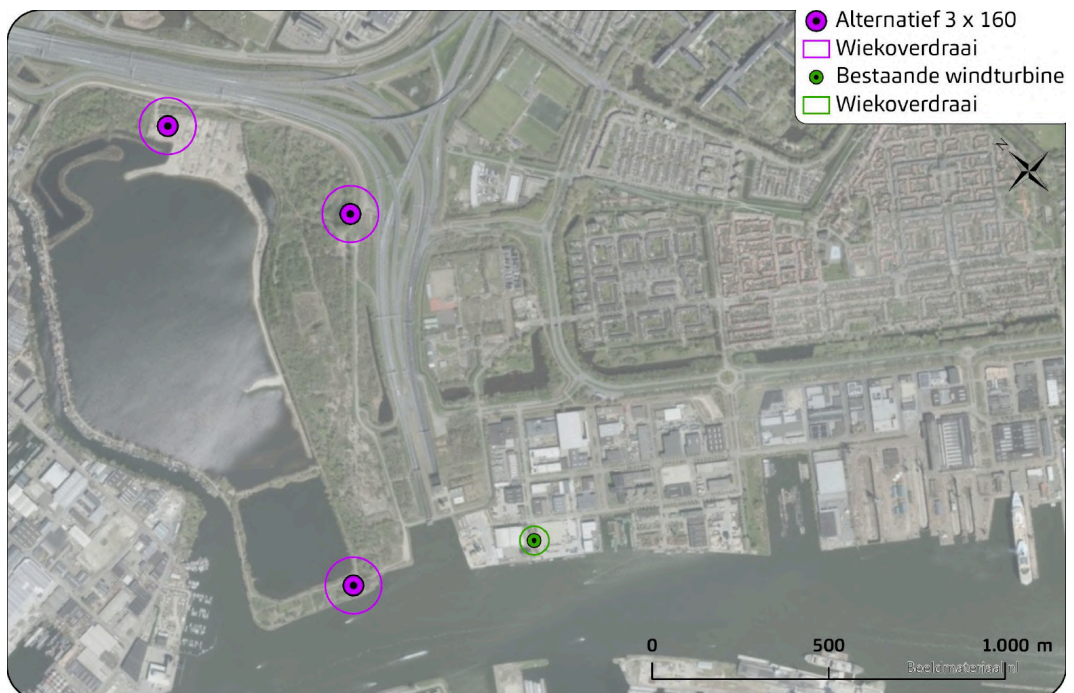 Alternatief 3 x 160
Wiekoverdraai
Bestaande windturbine
Wiekoverdraai
N
0 500 1.000 m
Beeldmateriaal.nl